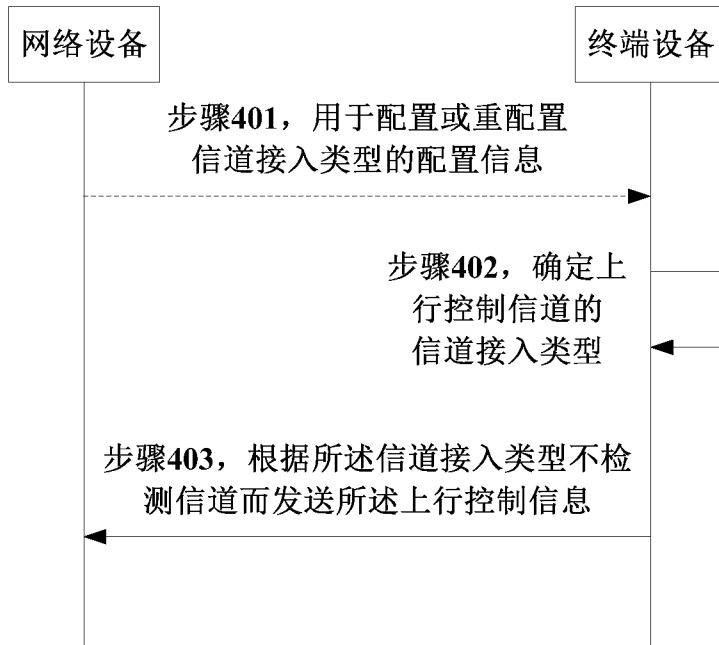 网络设备
终端设备
步骤401，用于配置或重配置
信道接入类型的配置信息
步骤402，确定上
行控制信道的
信道接入类型
步骤403，根据所述信道接入类型不检
测信道而发送所述上行控制信息